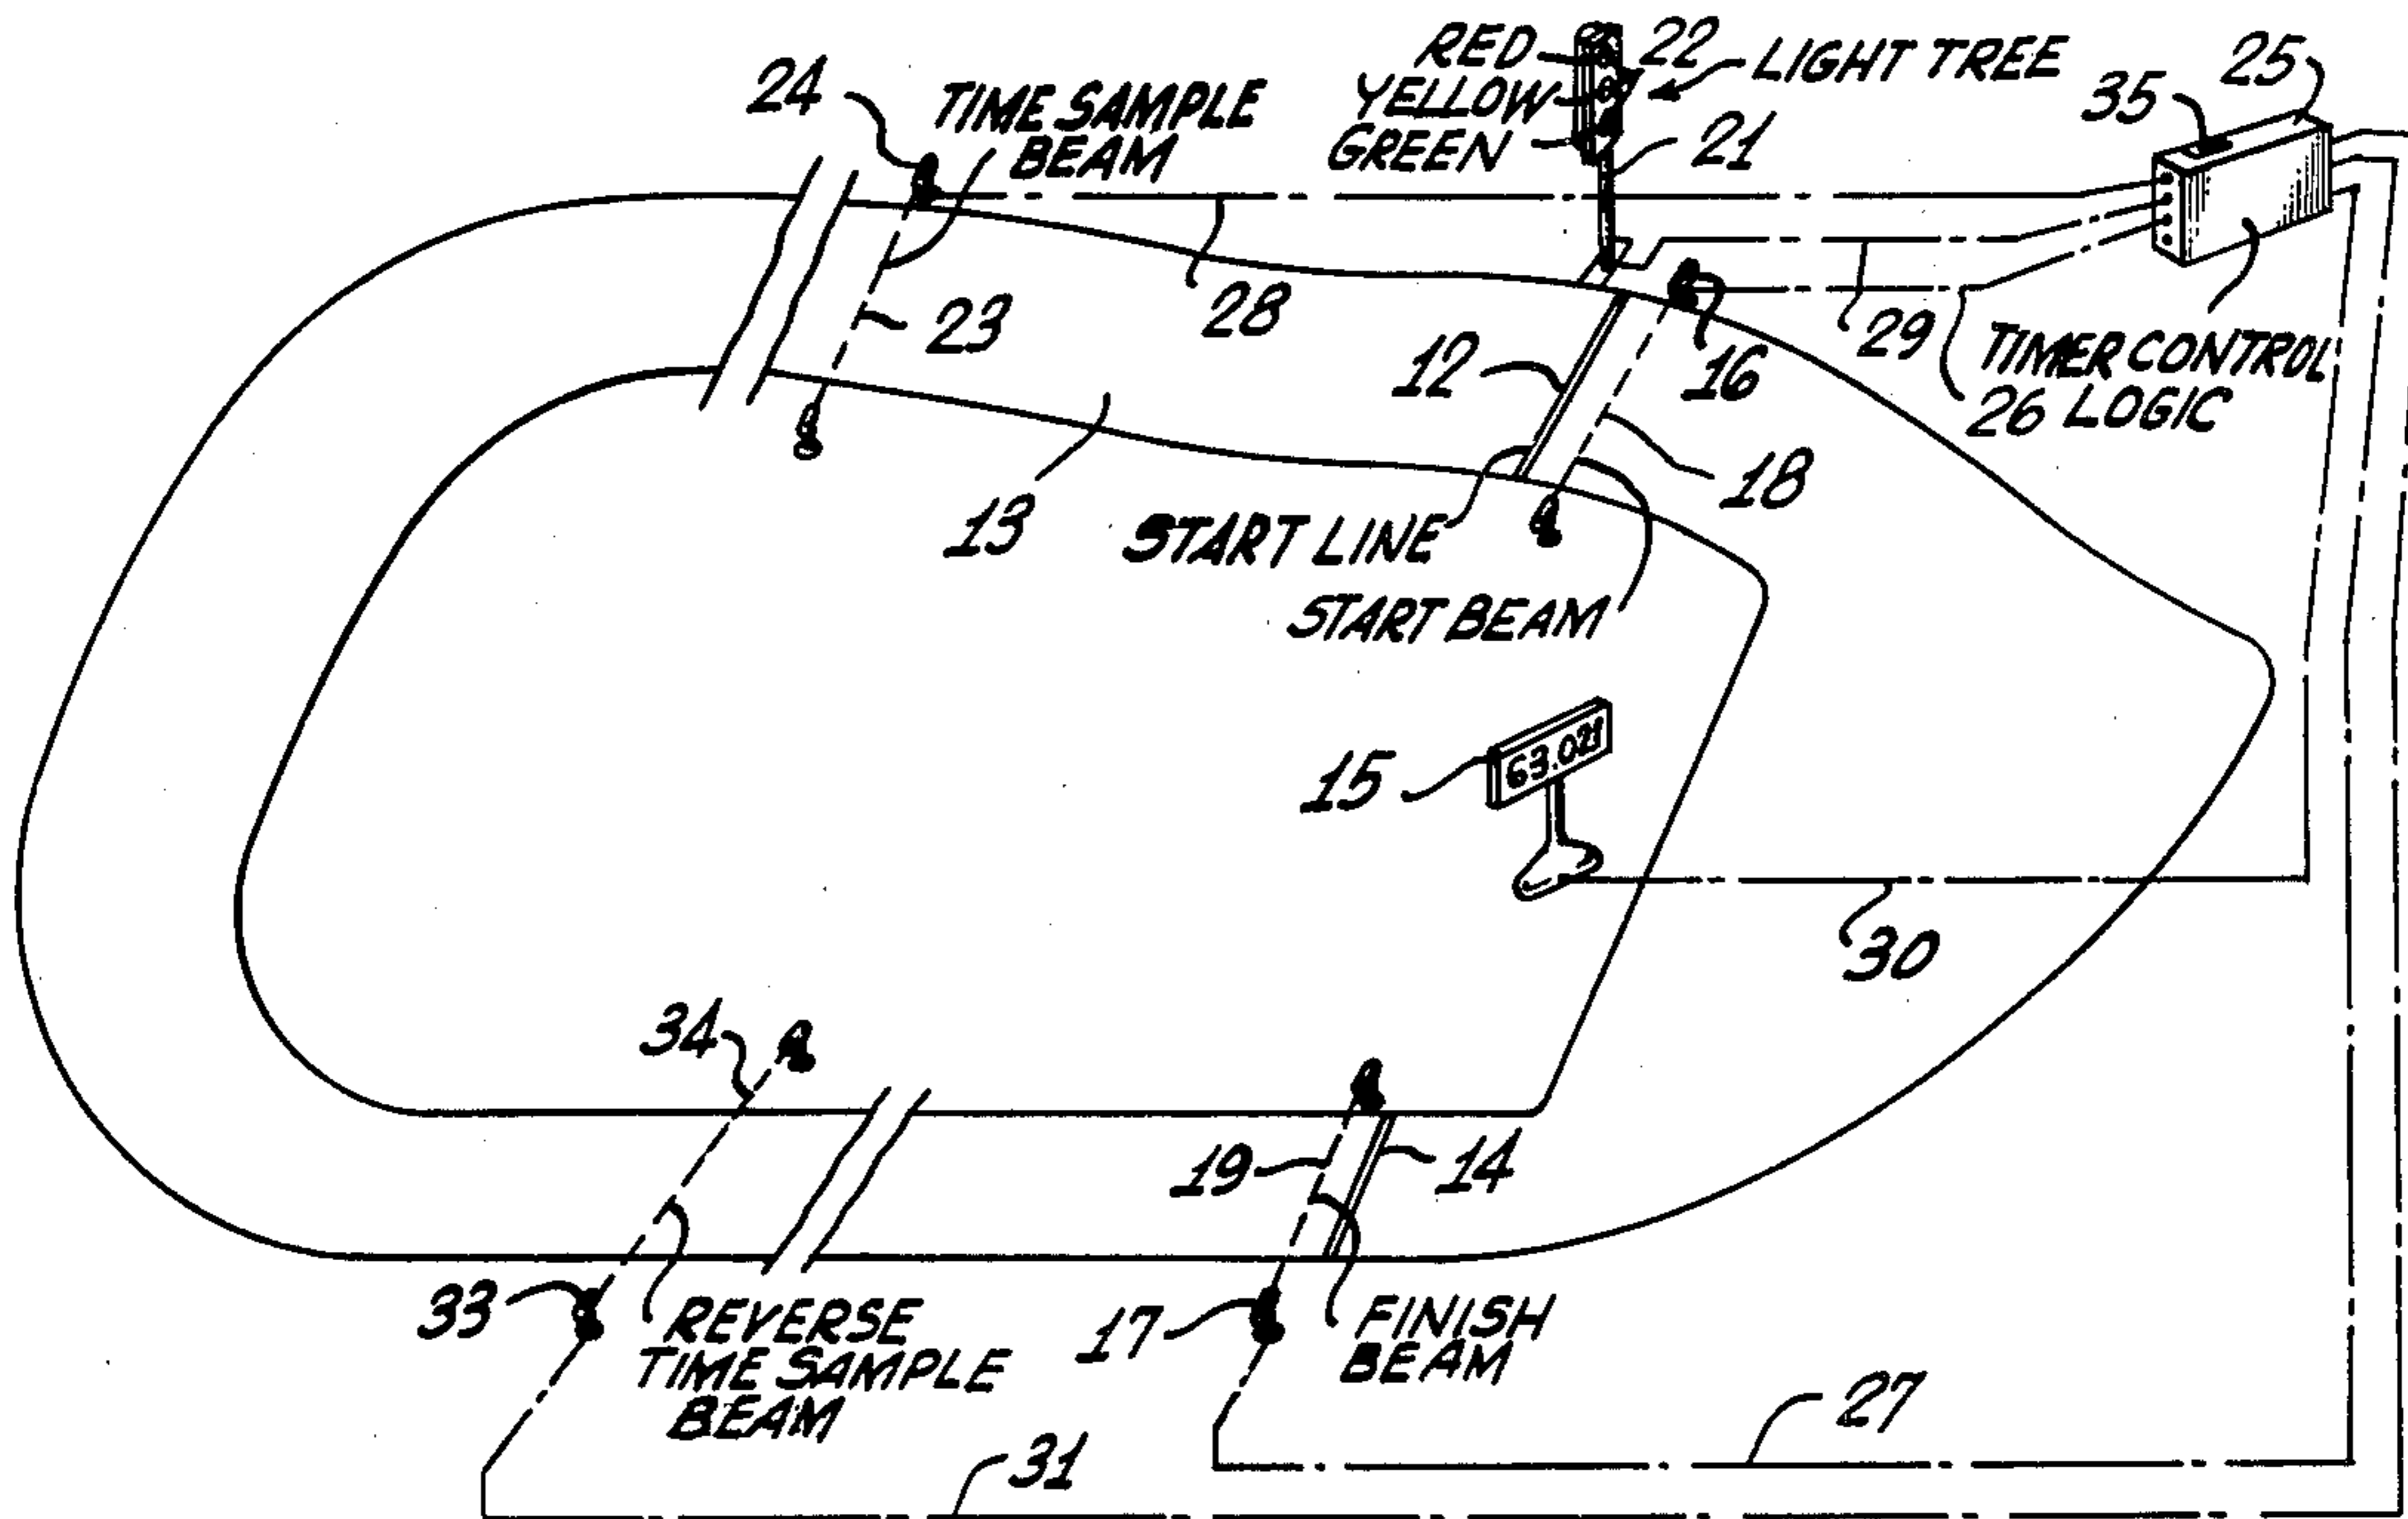 RED
YELLOW
GREEN
22
LIGHT TREE
21
24
TIME SAMPLE
BEAM
35
25
23
28
12
16
29
TIMER CONTROL
26 LOGIC
13
18
START LINE
START BEAM
15
63.021
30
34
19
14
33
REVERSE
TIME SAMPLE
BEAM
17
FINISH
BEAM
27
31